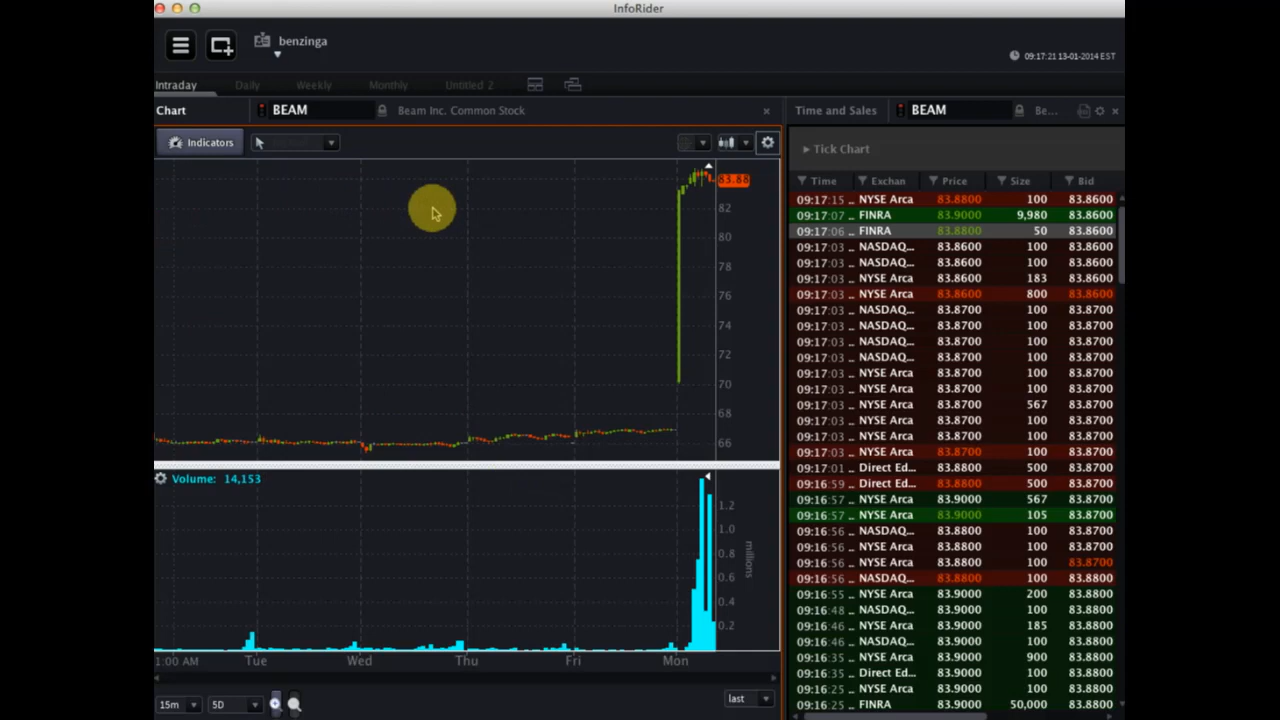 InfoRider
benzinga
09:17:21 13-01-2014 EST
Intraday Daily Weekly Monthly Untitled 2
Chart BEAM Beam Inc. Common Stock
Time and Sales BEAM Be...
Indicators
Tick Chart
Time Exchan Price Size Bid
83.88
82
80
78
76
74
72
70
68
66
Volume: 14,153
1.2
1.0
0.8
0.6
0.4
0.2
millions
1:00 AM Tue Wed Thu Fri Mon
15m 5D last
09:17:15 .. NYSE Arca 83.8800 100 83.8600
09:17:07 .. FINRA 83.9000 9,980 83.8600
09:17:06 .. FINRA 83.8800 50 83.8600
09:17:03 .. NASDAQ... 83.8600 100 83.8600
09:17:03 .. NASDAQ... 83.8600 100 83.8600
09:17:03 .. NYSE Arca 83.8600 183 83.8600
09:17:03 .. NYSE Arca 83.8600 800 83.8600
09:17:03 .. NASDAQ... 83.8700 100 83.8600
09:17:03 .. NASDAQ... 83.8700 100 83.8600
09:17:03 .. NASDAQ... 83.8700 100 83.8600
09:17:03 .. NYSE Arca 83.8700 100 83.8600
09:17:03 .. NYSE Arca 83.8700 100 83.8600
09:17:03 .. NYSE Arca 83.8700 100 83.8600
09:17:03 .. NYSE Arca 83.8700 567 83.8600
09:17:03 .. NYSE Arca 83.8700 100 83.8600
09:17:03 .. NYSE Arca 83.8700 100 83.8600
09:17:03 .. NYSE Arca 83.8700 100 83.8600
09:17:01 .. Direct Ed... 83.8800 500 83.8700
09:16:59 .. Direct Ed... 83.8800 500 83.8700
09:16:57 .. NYSE Arca 83.9000 567 83.8700
09:16:57 .. NYSE Arca 83.9000 105 83.8700
09:16:56 .. NASDAQ... 83.8800 100 83.8700
09:16:56 .. NYSE Arca 83.8800 100 83.8700
09:16:56 .. NYSE Arca 83.8800 100 83.8700
09:16:56 .. NASDAQ... 83.8800 100 83.8800
09:16:55 .. NYSE Arca 83.9000 200 83.8800
09:16:48 .. NASDAQ... 83.9000 100 83.8800
09:16:46 .. NYSE Arca 83.9000 185 83.8800
09:16:46 .. NASDAQ... 83.9000 100 83.8800
09:16:35 .. NYSE Arca 83.9000 900 83.8800
09:16:35 .. Direct Ed... 83.9000 100 83.8800
09:16:25 .. NYSE Arca 83.9000 100 83.8800
09:16:25 .. FINRA 83.9000 50,000 83.8800